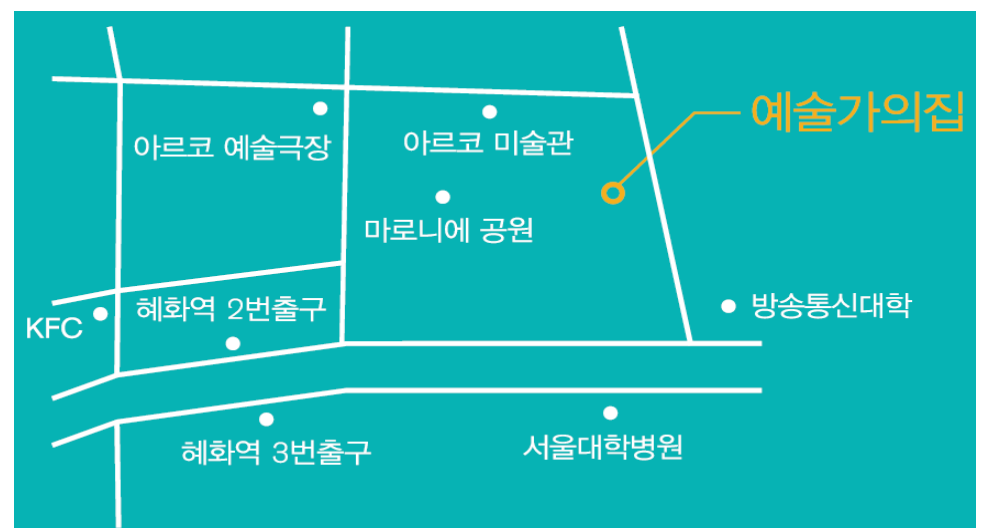 예술가의집
아르코 예술극장
아르코 미술관
마로니에 공원
혜화역 2번출구
방송통신대학
KFC
혜화역 3번출구
서울대학병원